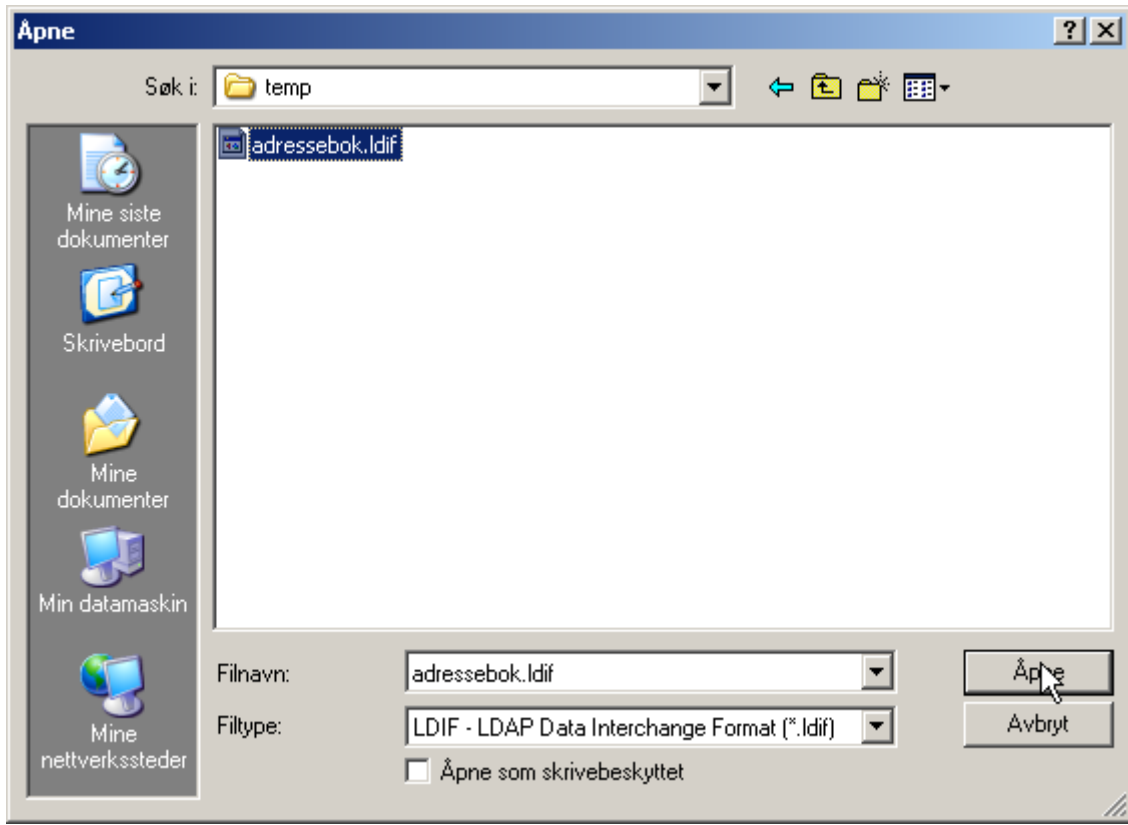 Åpne
Søk i:
temp
adressebok.ldif
Mine siste
dokumenter
Skrivebord
Mine
dokumenter
Min datamaskin
Mine
nettverkssteder
Filnavn:
adressebok.ldif
Åpne
Filtype:
LDIF - LDAP Data Interchange Format (*.ldif)
Avbryt
Åpne som skrivebeskyttet